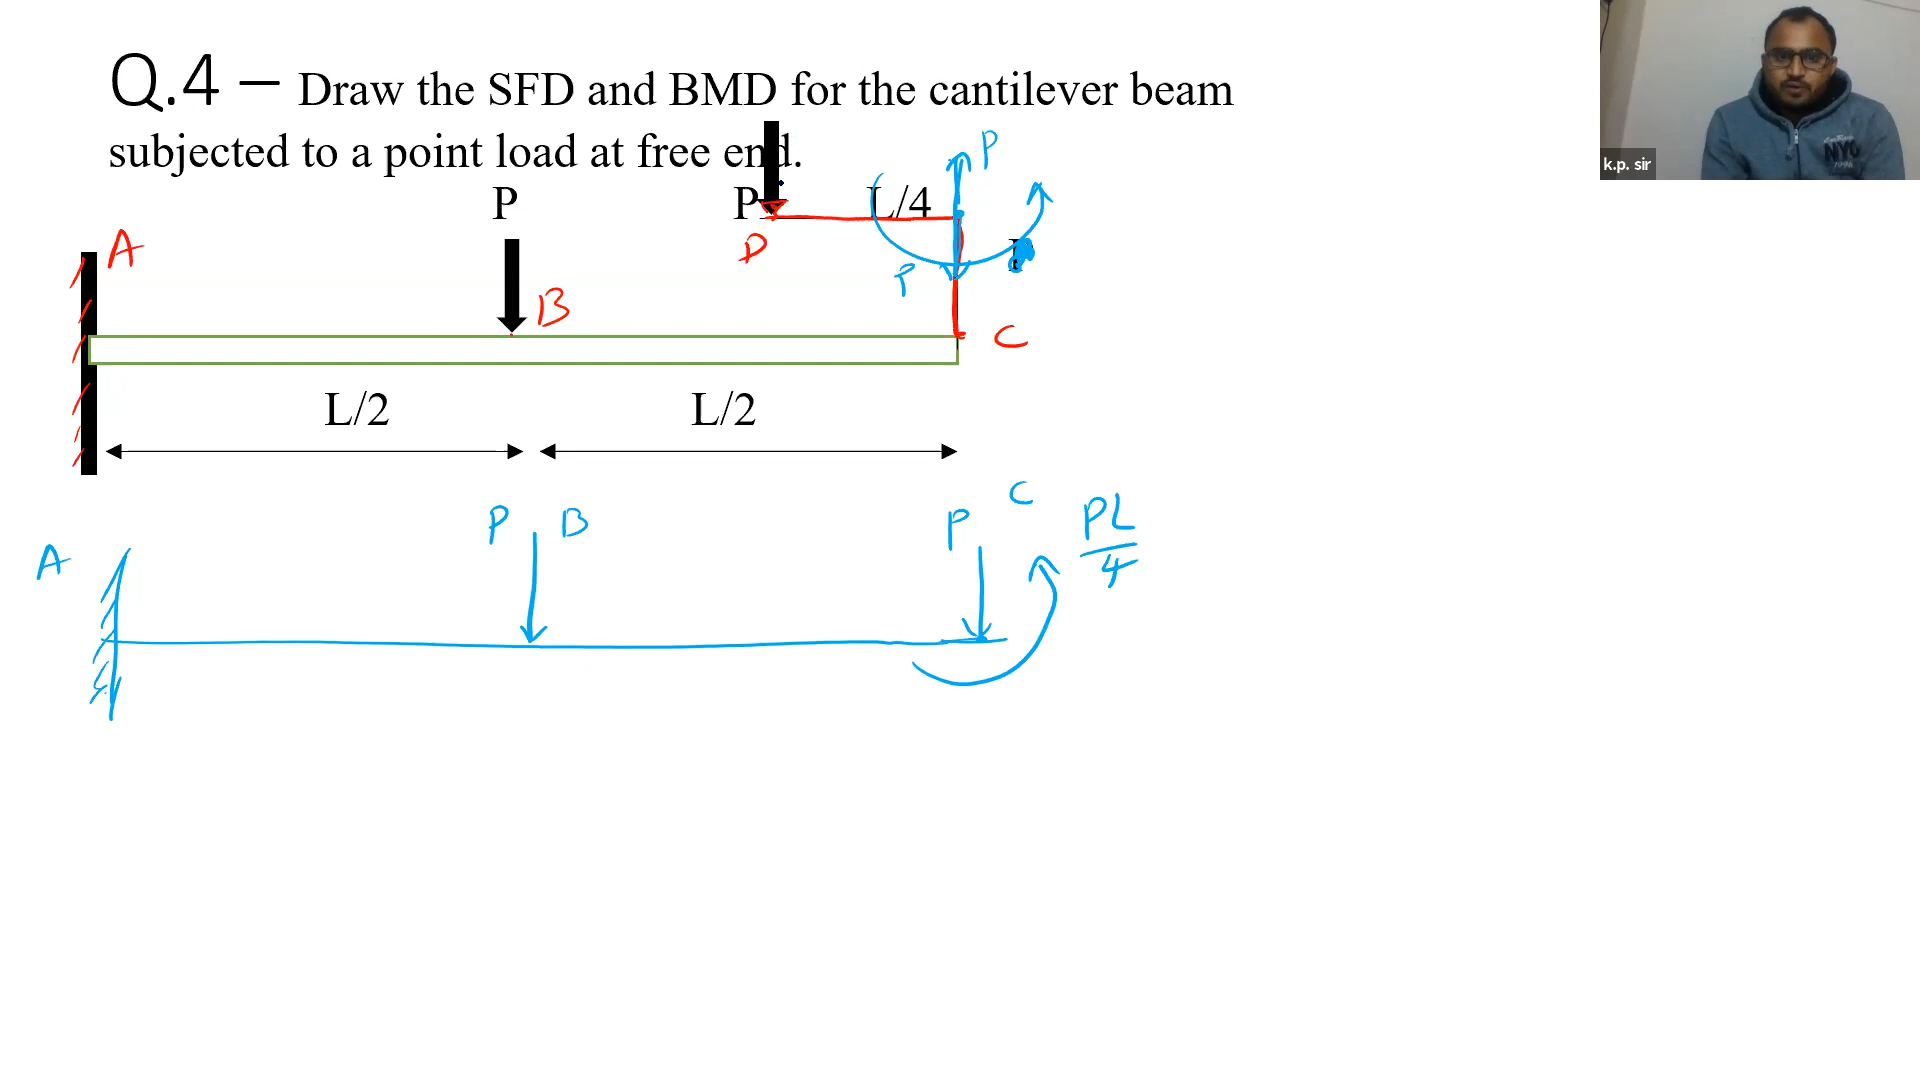 Q.4 – Draw the SFD and BMD for the cantilever beam
subjected to a point load at free end.
P
P
P
L/4
A
D
P
B
C
L/2
L/2
A
P
B
P
C
PL
4
k.p. sir
NYC